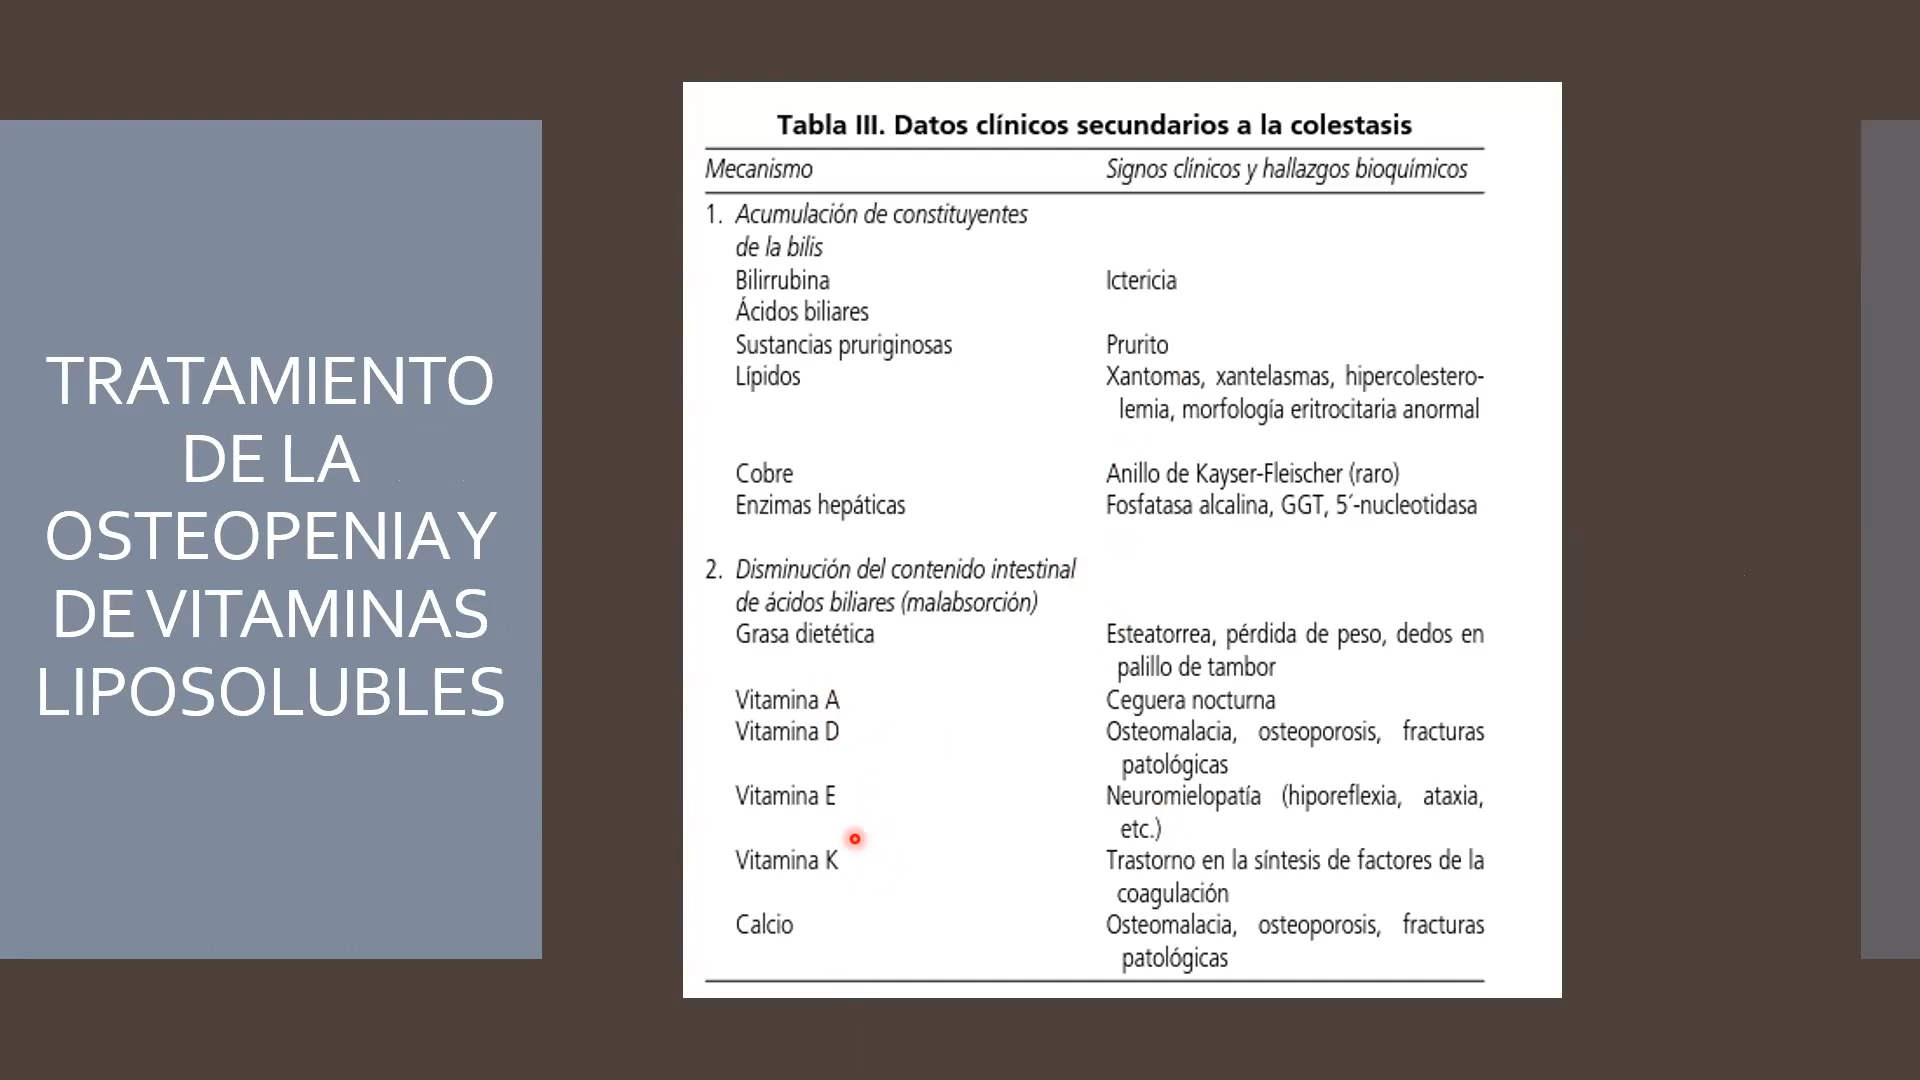 TRATAMIENTO
DE LA
OSTEOPENIA Y
DE VITAMINAS
LIPOSOLUBLES
Tabla III. Datos clínicos secundarios a la colestasis
Mecanismo Signos clínicos y hallazgos bioquímicos
1. Acumulación de constituyentes
de la bilis
Bilirrubina Ictericia
Ácidos biliares
Sustancias pruriginosas Prurito
Lípidos Xantomas, xantelasmas, hipercolestero-
lemia, morfología eritrocitaria anormal
Cobre Anillo de Kayser-Fleischer (raro)
Enzimas hepáticas Fosfatasa alcalina, GGT, 5´-nucleotidasa
2. Disminución del contenido intestinal
de ácidos biliares (malabsorción)
Grasa dietética Esteatorrea, pérdida de peso, dedos en
palillo de tambor
Vitamina A Ceguera nocturna
Vitamina D Osteomalacia, osteoporosis, fracturas
patológicas
Vitamina E Neuromielopatía (hiporeflexia, ataxia,
etc.)
Vitamina K Trastorno en la síntesis de factores de la
coagulación
Calcio Osteomalacia, osteoporosis, fracturas
patológicas